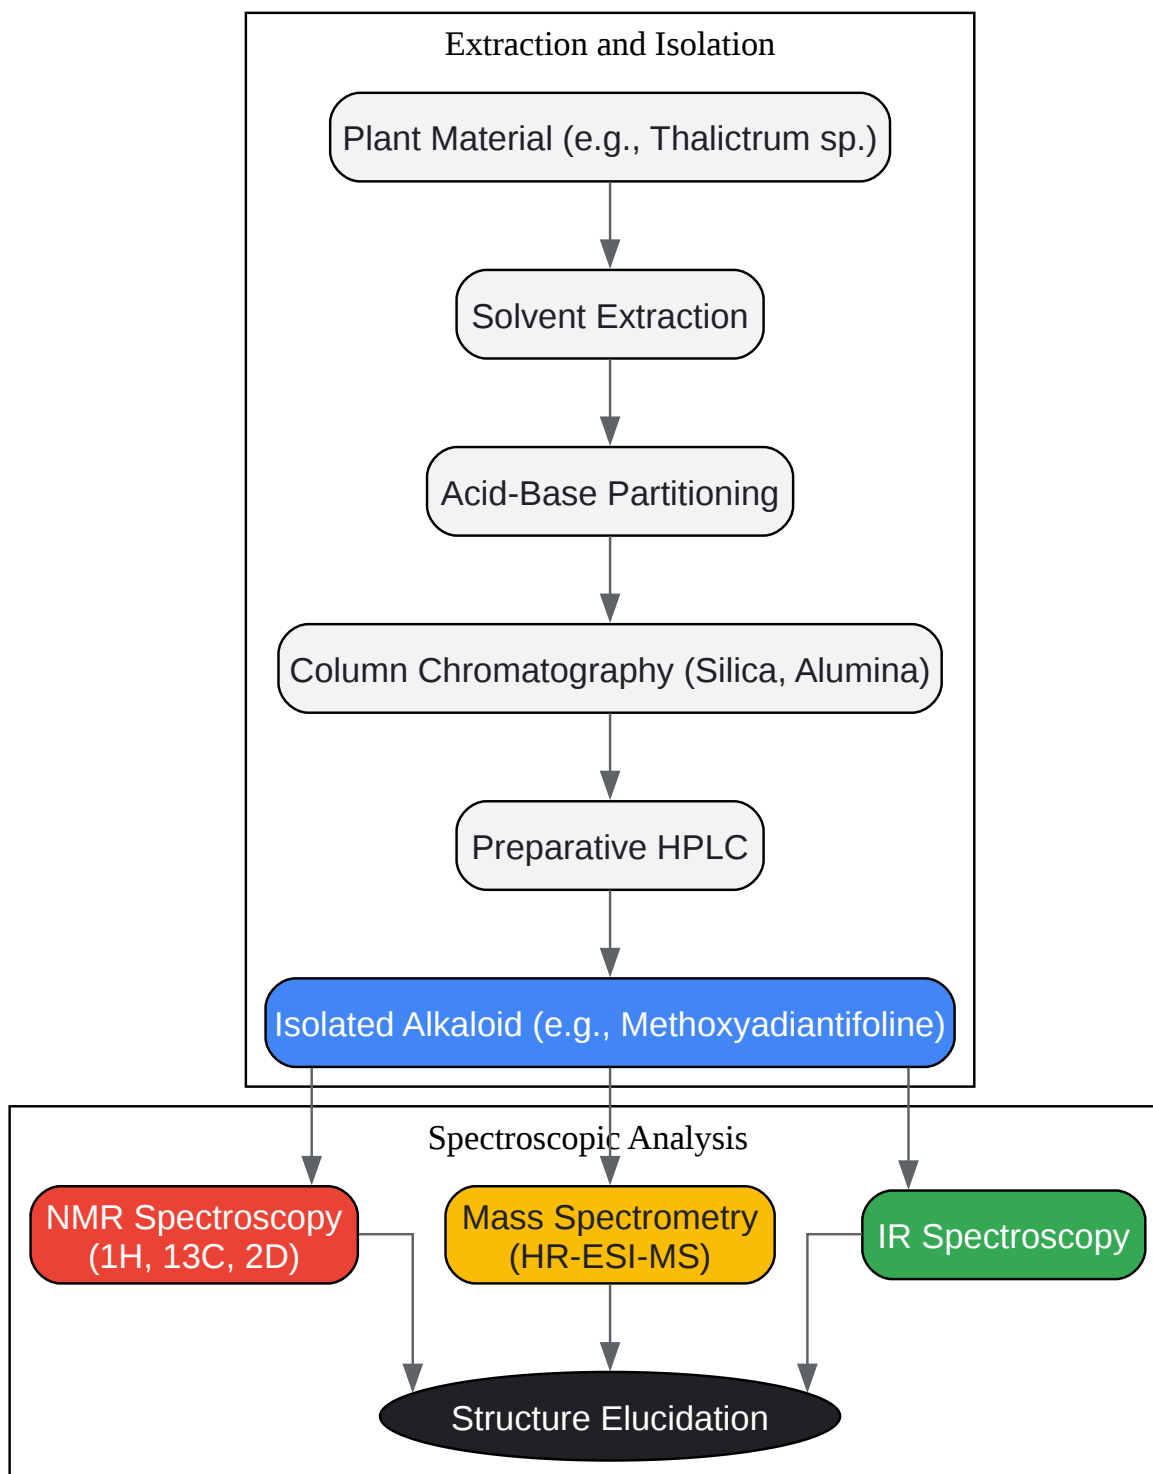 Extraction and Isolation
Plant Material (e.g., Thalictrum sp.)
Solvent Extraction
Acid-Base Partitioning
Column Chromatography (Silica, Alumina)
Preparative HPLC
Isolated Alkaloid (e.g., Methoxyadiantifoline)
Spectroscopic Analysis
NMR Spectroscopy
(1H, 13C, 2D)
Mass Spectrometry
(HR-ESI-MS)
IR Spectroscopy
Structure Elucidation